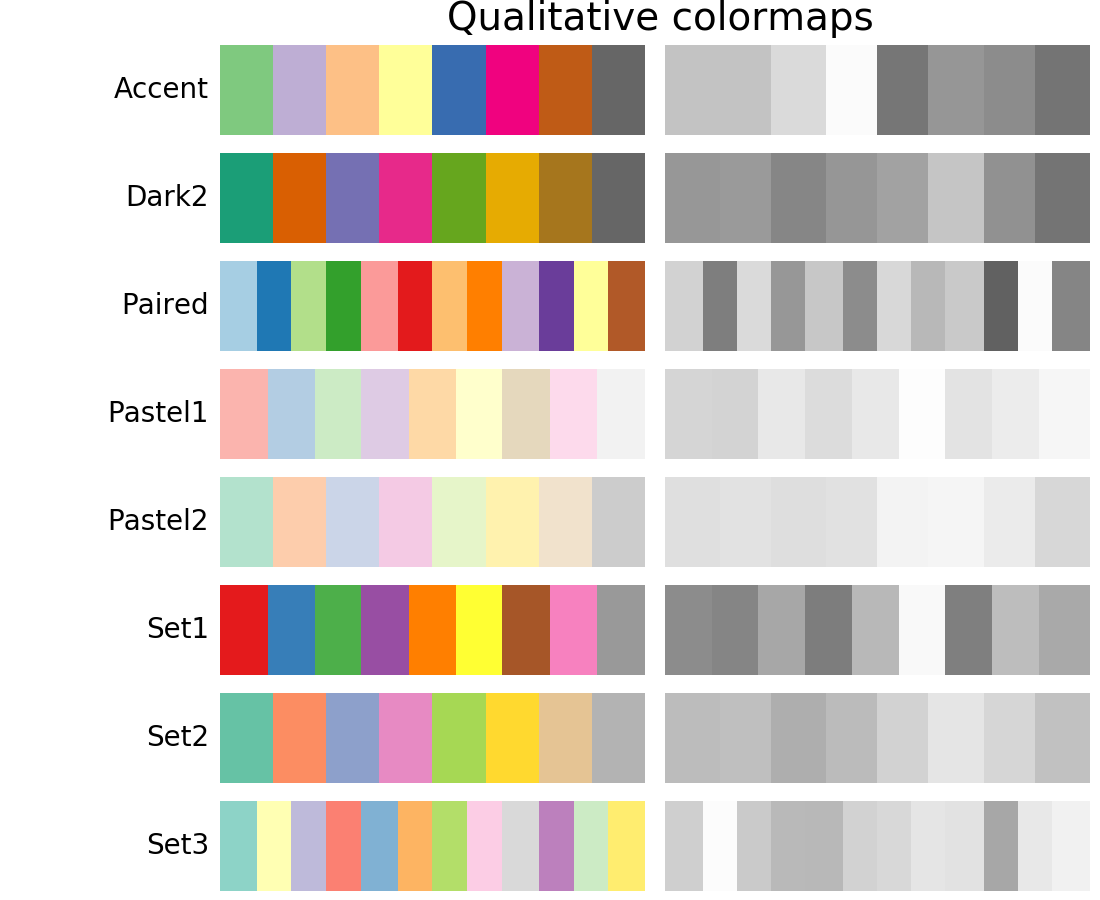 Qualitative colormaps
Accent
Dark2
Paired
Pastel1
Pastel2
Set1
Set2
Set3